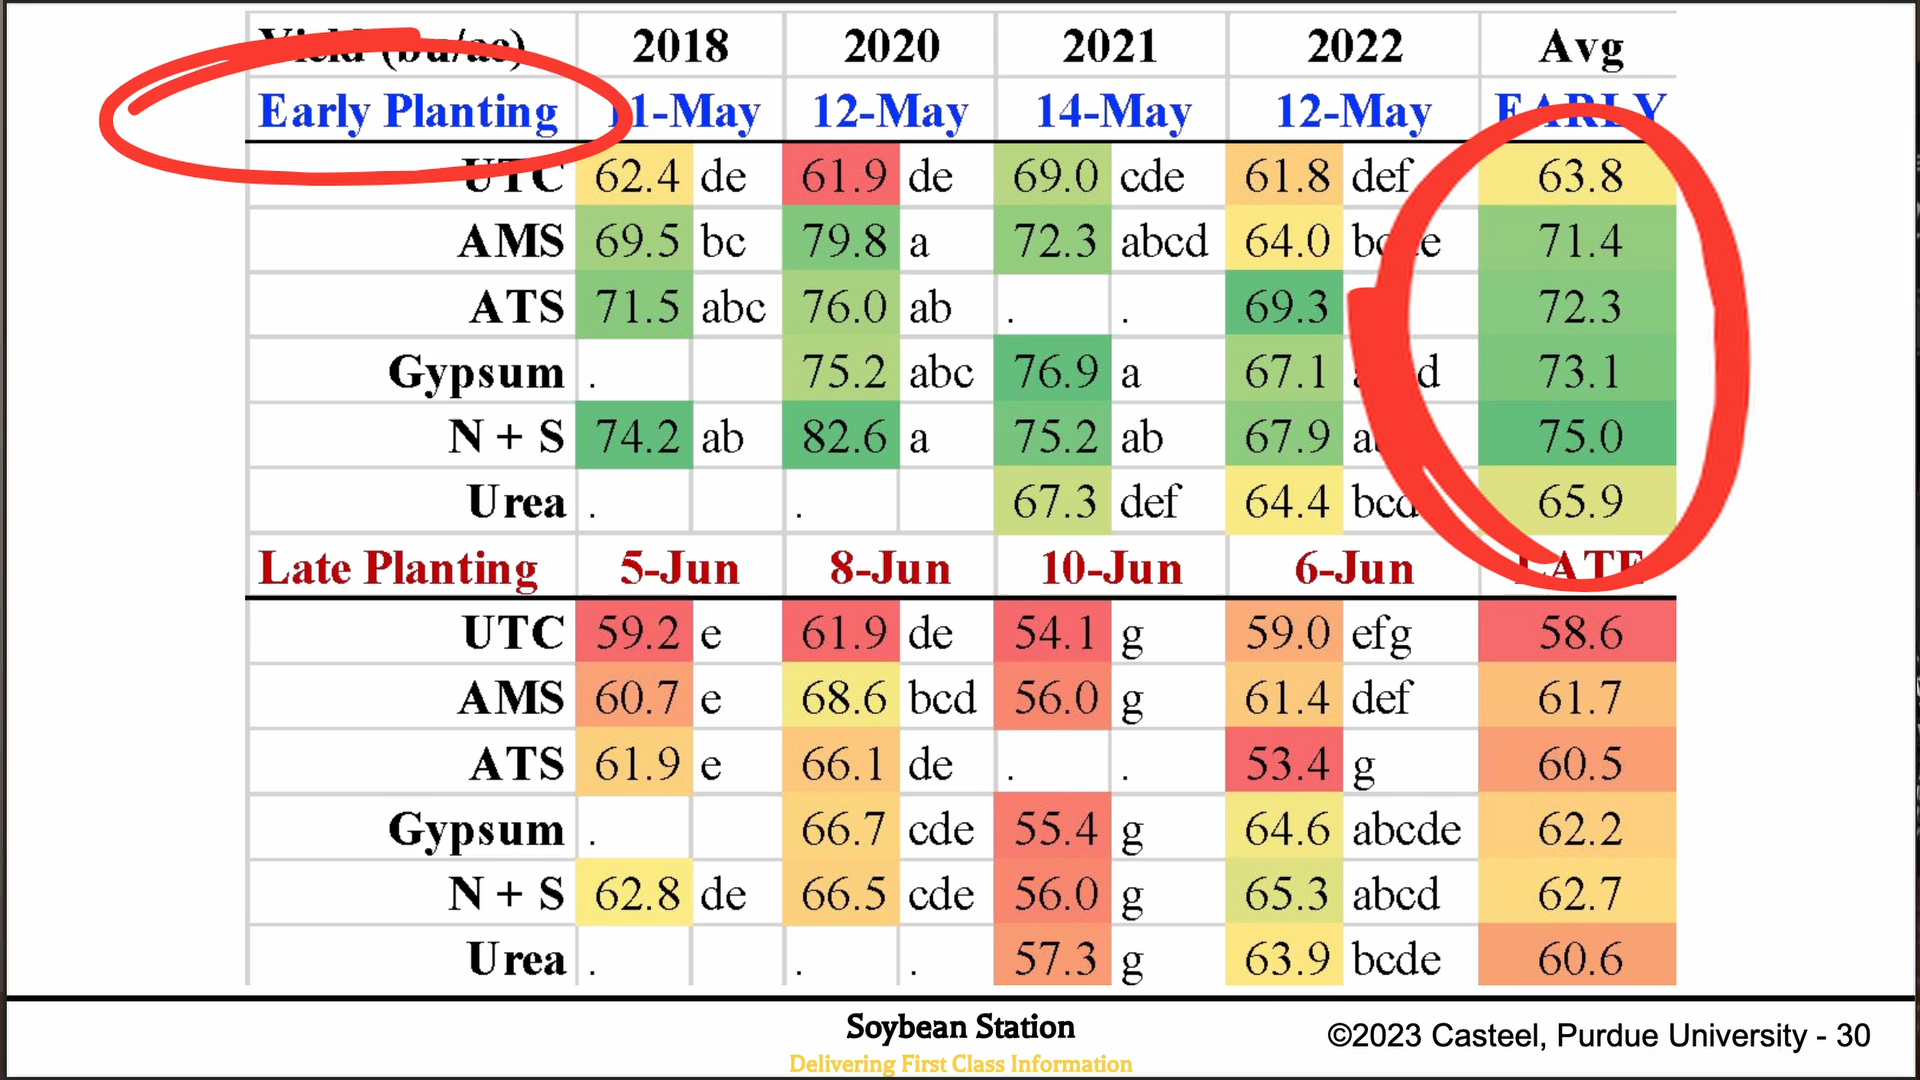 Yield (bu/ac) 2018 2020 2021 2022 Avg
Early Planting 11-May 12-May 14-May 12-May EARLY
UTC 62.4 de 61.9 de 69.0 cde 61.8 def 63.8
AMS 69.5 bc 79.8 a 72.3 abcd 64.0 bcde 71.4
ATS 71.5 abc 76.0 ab . . 69.3 72.3
Gypsum . 75.2 abc 76.9 a 67.1 73.1
N + S 74.2 ab 82.6 a 75.2 ab 67.9 75.0
Urea . . 67.3 def 64.4 65.9
Late Planting 5-Jun 8-Jun 10-Jun 6-Jun LATE
UTC 59.2 e 61.9 de 54.1 g 59.0 efg 58.6
AMS 60.7 e 68.6 bcd 56.0 g 61.4 def 61.7
ATS 61.9 e 66.1 de . . 53.4 g 60.5
Gypsum . 66.7 cde 55.4 g 64.6 abcde 62.2
N + S 62.8 de 66.5 cde 56.0 g 65.3 abcd 62.7
Urea . . . 57.3 g 63.9 bcde 60.6
Soybean Station
Delivering First Class Information
©2023 Casteel, Purdue University - 30